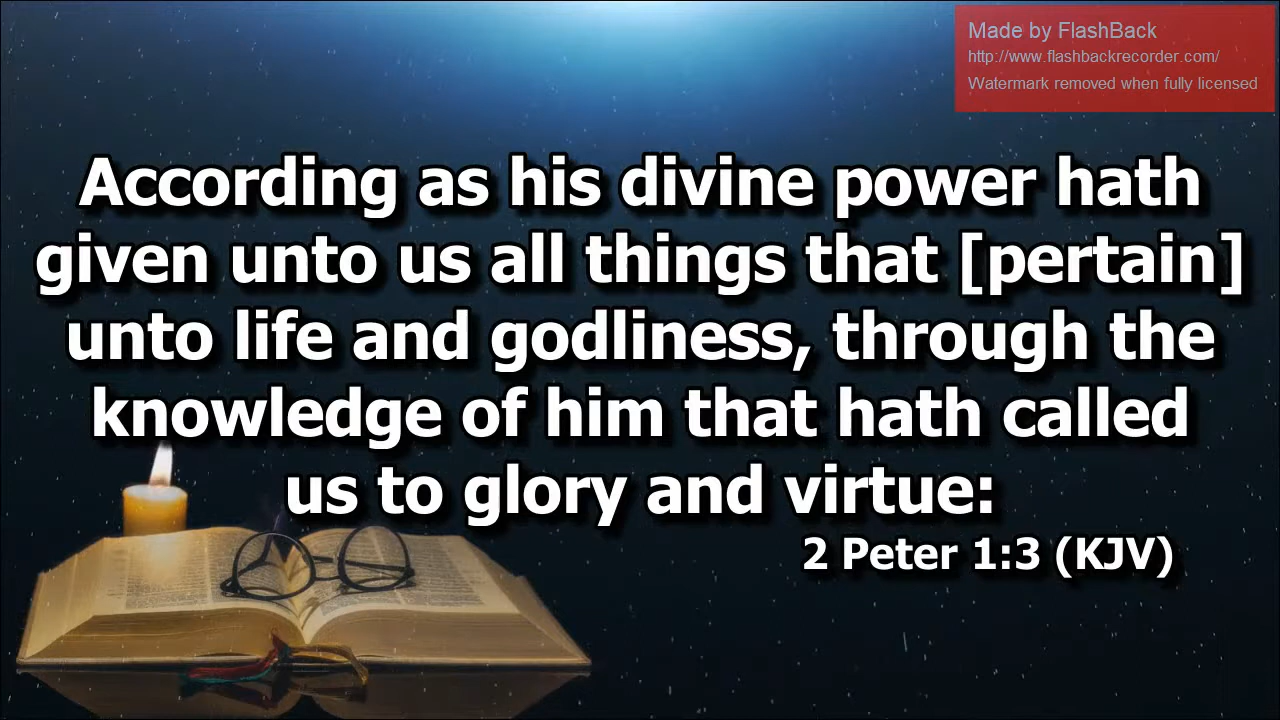 Made by FlashBack
http://www.flashbackrecorder.com/
Watermark removed when fully licensed
According as his divine power hath
given unto us all things that [pertain]
unto life and godliness, through the
knowledge of him that hath called
us to glory and virtue:
2 Peter 1:3 (KJV)